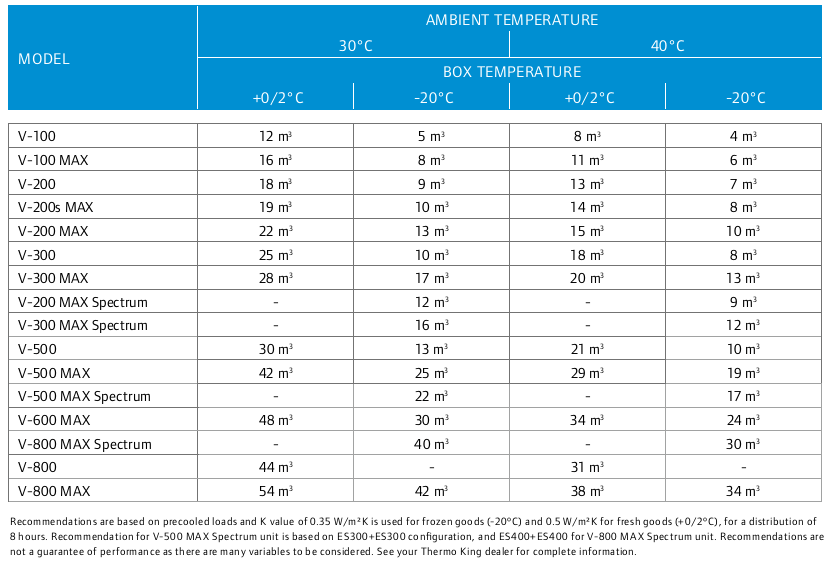 AMBIENT TEMPERATURE
MODEL 30°C 40°C
BOX TEMPERATURE
+0/2°C -20°C +0/2°C -20°C
V-100 12 m³ 5 m³ 8 m³ 4 m³
V-100 MAX 16 m³ 8 m³ 11 m³ 6 m³
V-200 18 m³ 9 m³ 13 m³ 7 m³
V-200s MAX 19 m³ 10 m³ 14 m³ 8 m³
V-200 MAX 22 m³ 13 m³ 15 m³ 10 m³
V-300 25 m³ 10 m³ 18 m³ 8 m³
V-300 MAX 28 m³ 17 m³ 20 m³ 13 m³
V-200 MAX Spectrum - 12 m³ - 9 m³
V-300 MAX Spectrum - 16 m³ - 12 m³
V-500 30 m³ 13 m³ 21 m³ 10 m³
V-500 MAX 42 m³ 25 m³ 29 m³ 19 m³
V-500 MAX Spectrum - 22 m³ - 17 m³
V-600 MAX 48 m³ 30 m³ 34 m³ 24 m³
V-800 MAX Spectrum - 40 m³ - 30 m³
V-800 44 m³ - 31 m³ -
V-800 MAX 54 m³ 42 m³ 38 m³ 34 m³
Recommendations are based on precooled loads and K value of 0.35 W/m²K is used for frozen goods (-20°C) and 0.5 W/m²K for fresh goods (+0/2°C), for a distribution of
8 hours. Recommendation for V-500 MAX Spectrum unit is based on ES300+ES300 configuration, and ES400+ES400 for V-800 MAX Spectrum unit. Recommendations are
not a guarantee of performance as there are many variables to be considered. See your Thermo King dealer for complete information.